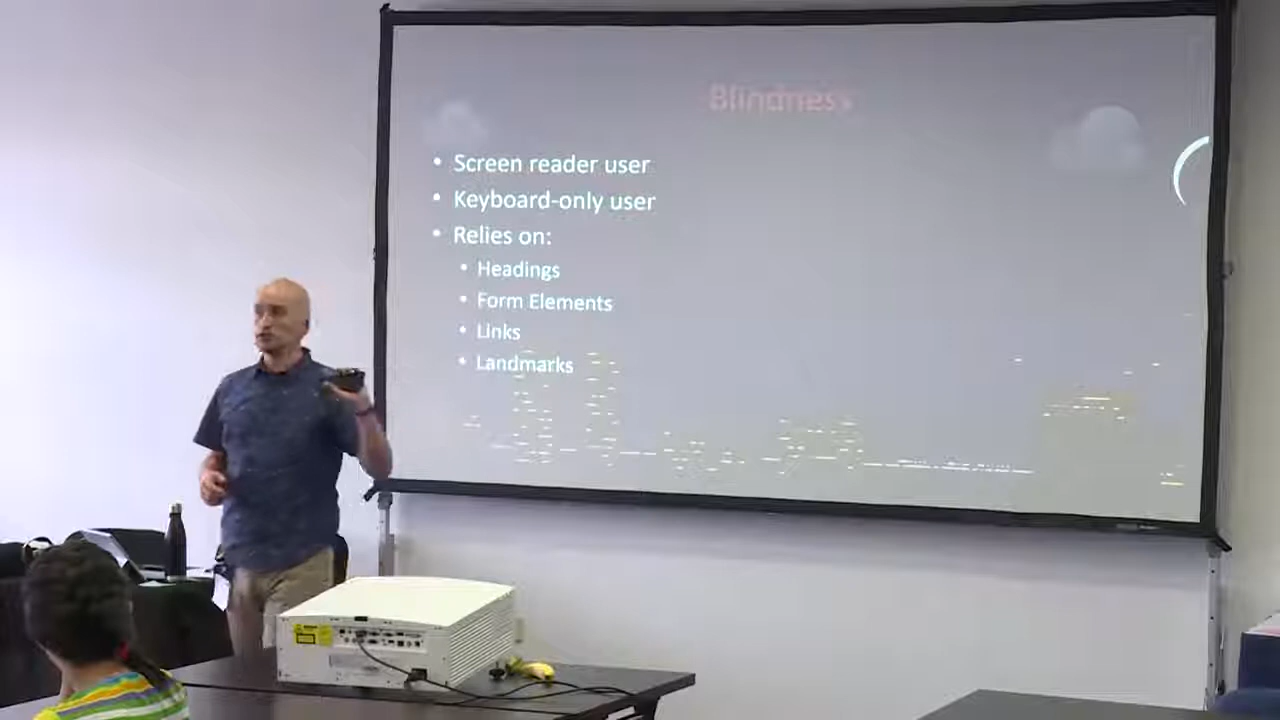 Blindness
• Screen reader user
• Keyboard-only user
• Relies on:
• Headings
• Form Elements
• Links
• Landmarks